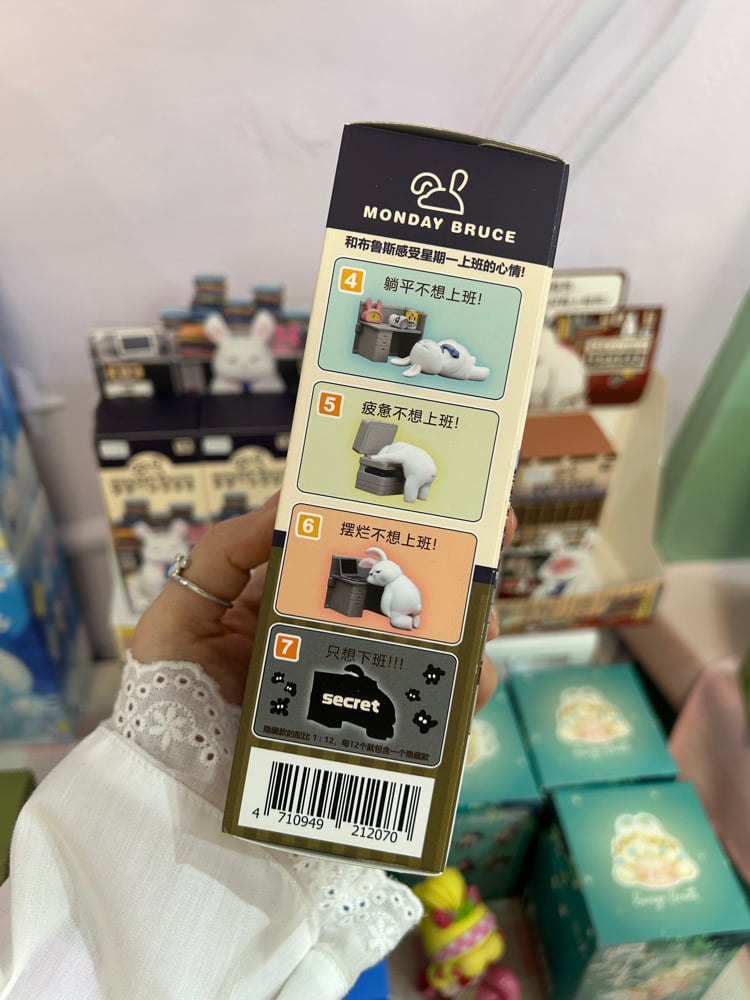 MONDAY BRUCE
和布鲁斯感受星期一上班的心情!
4
躺平不想上班!
5
疲惫不想上班!
6
摆烂不想上班!
7
只想下班!!!
secret
隐藏款的配比 1:12, 每12个就包含一个隐藏款
4 710949 212070